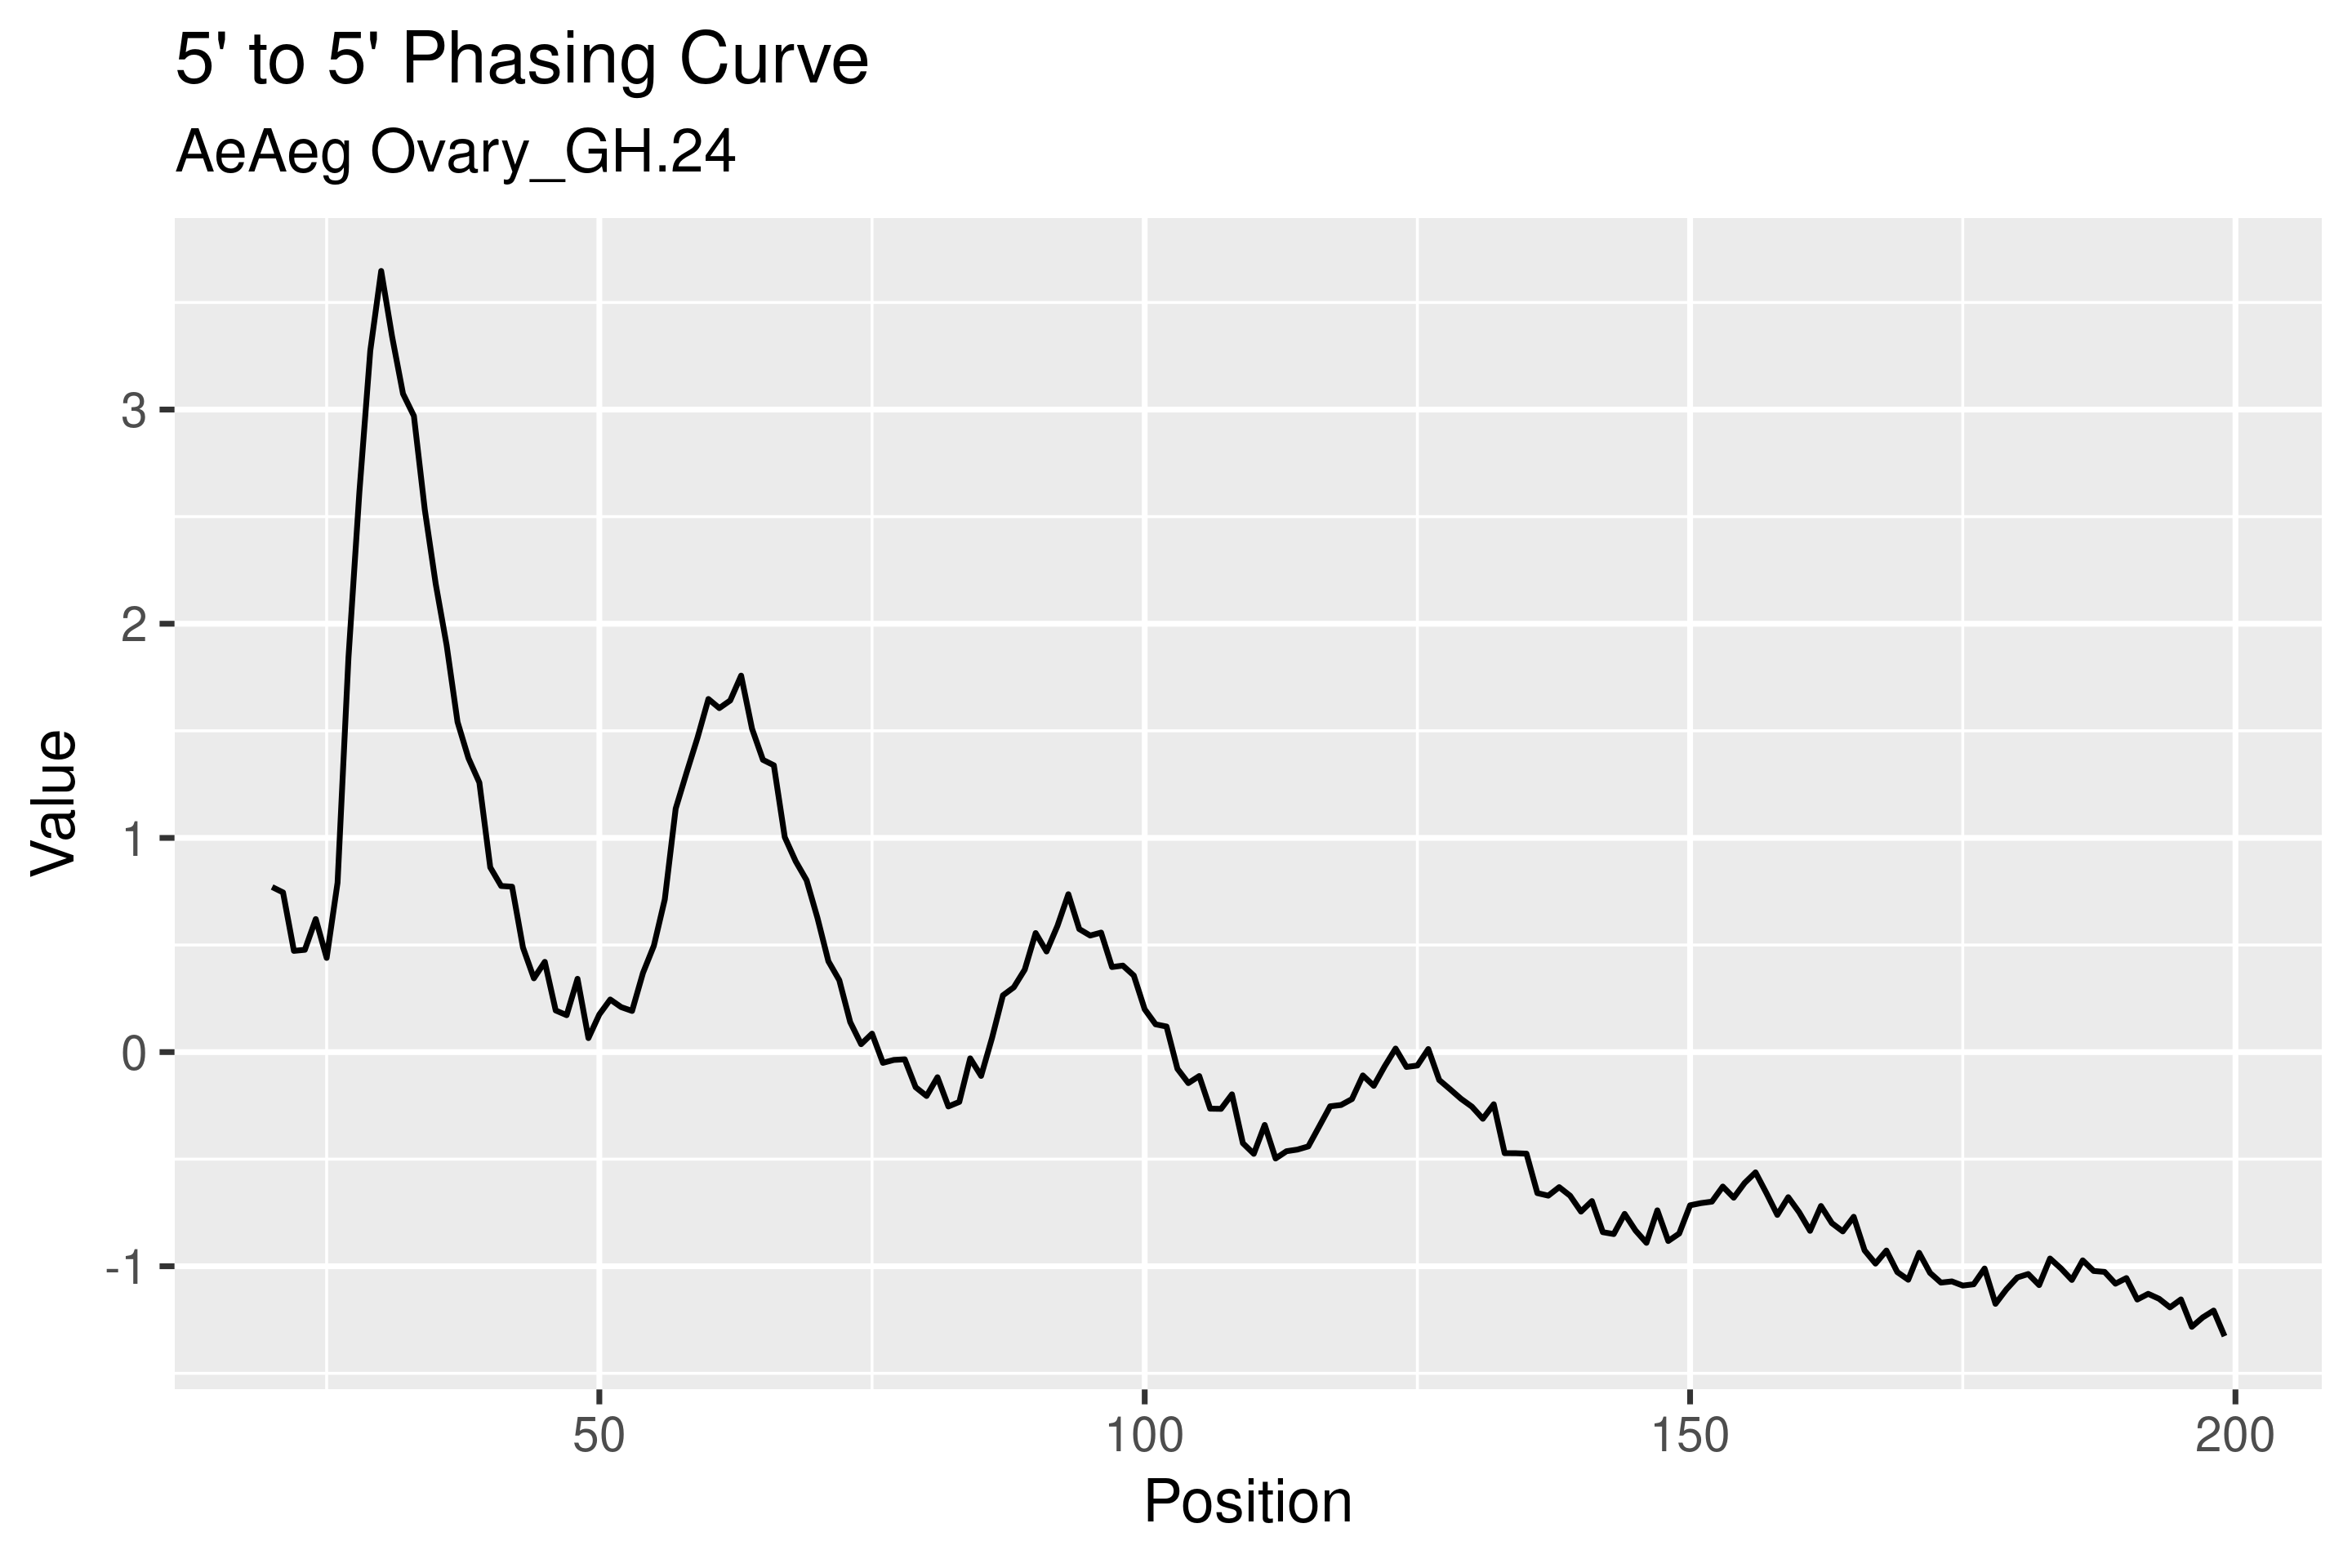 5' to 5' Phasing Curve
AeAeg Ovary_GH.24
Value
3
2
1
0
-1
50 100 150 200
Position